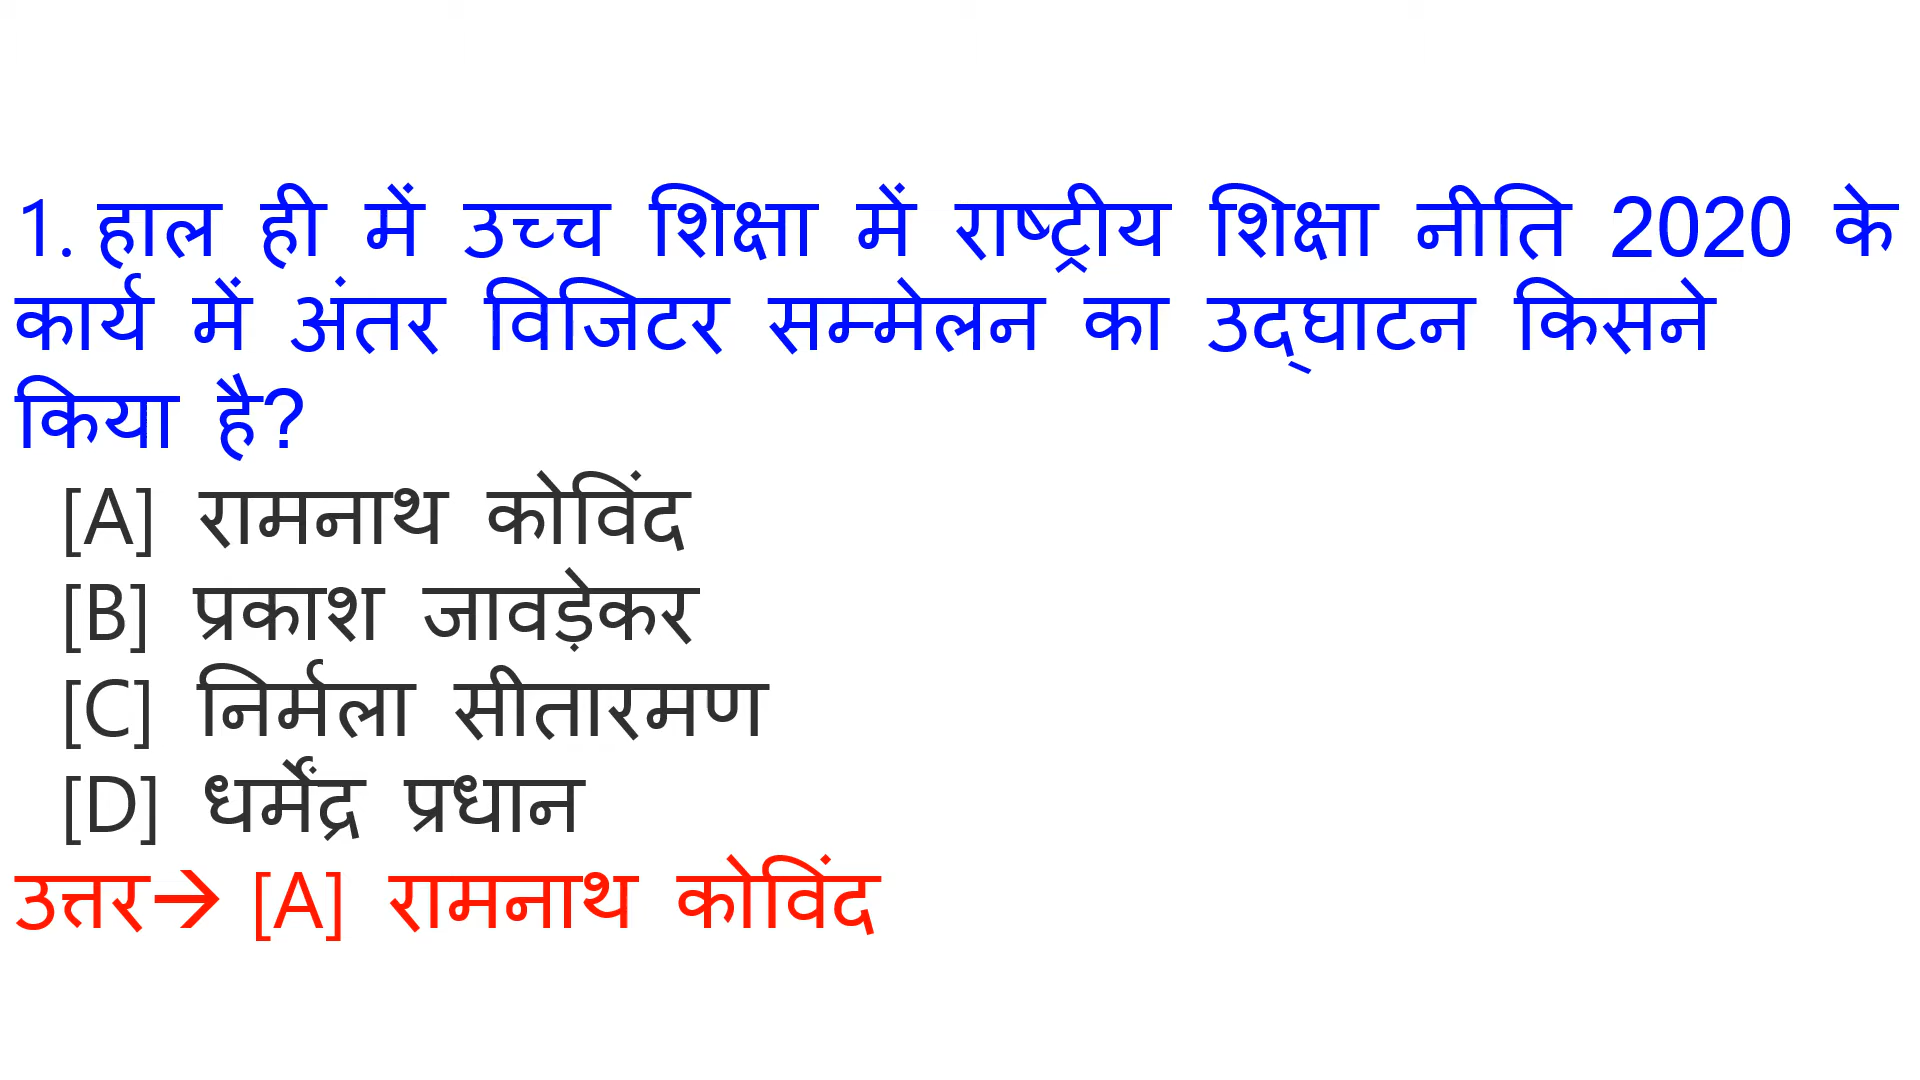 1. हाल ही में उच्च शिक्षा में राष्ट्रीय शिक्षा नीति 2020 के
कार्य में अंतर विजिटर सम्मेलन का उद्घाटन किसने
किया है?
[A] रामनाथ कोविंद
[B] प्रकाश जावड़ेकर
[C] निर्मला सीतारमण
[D] धर्मेंद्र प्रधान
उत्तर→ [A] रामनाथ कोविंद